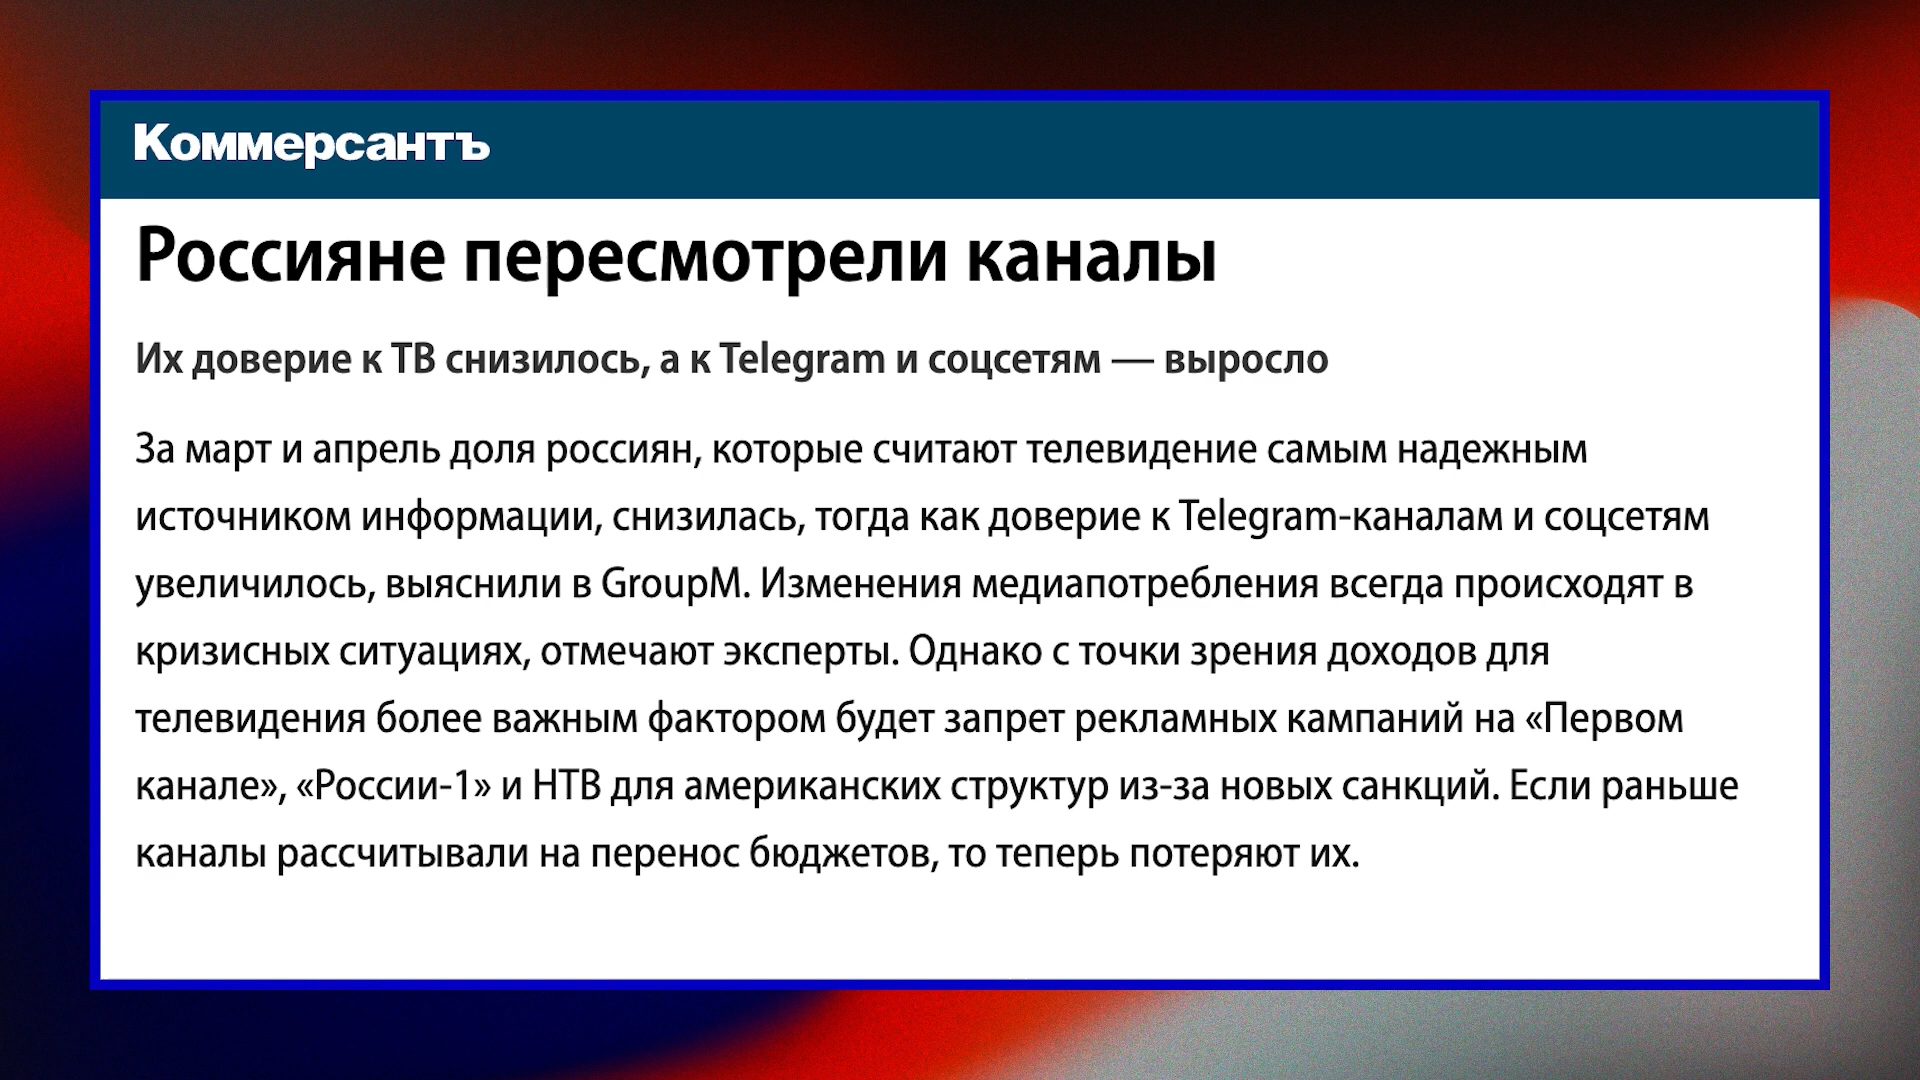 Коммерсантъ
Россияне пересмотрели каналы
Их доверие к ТВ снизилось, а к Telegram и соцсетям — выросло
За март и апрель доля россиян, которые считают телевидение самым надежным
источником информации, снизилась, тогда как доверие к Telegram-каналам и соцсетям
увеличилось, выяснили в GroupM. Изменения медиапотребления всегда происходят в
кризисных ситуациях, отмечают эксперты. Однако с точки зрения доходов для
телевидения более важным фактором будет запрет рекламных кампаний на «Первом
канале», «России-1» и НТВ для американских структур из-за новых санкций. Если раньше
каналы рассчитывали на перенос бюджетов, то теперь потеряют их.